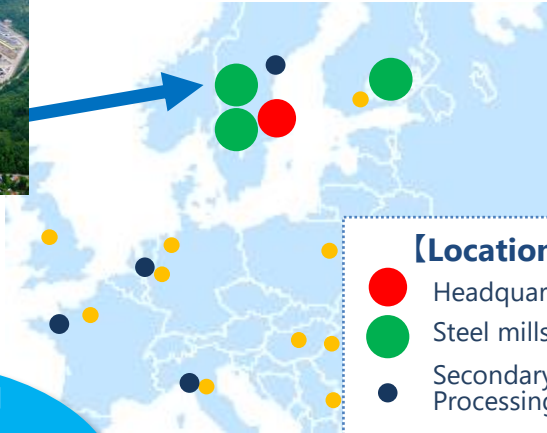 【Location
Headquar
Steel mills
Secondary
Processing